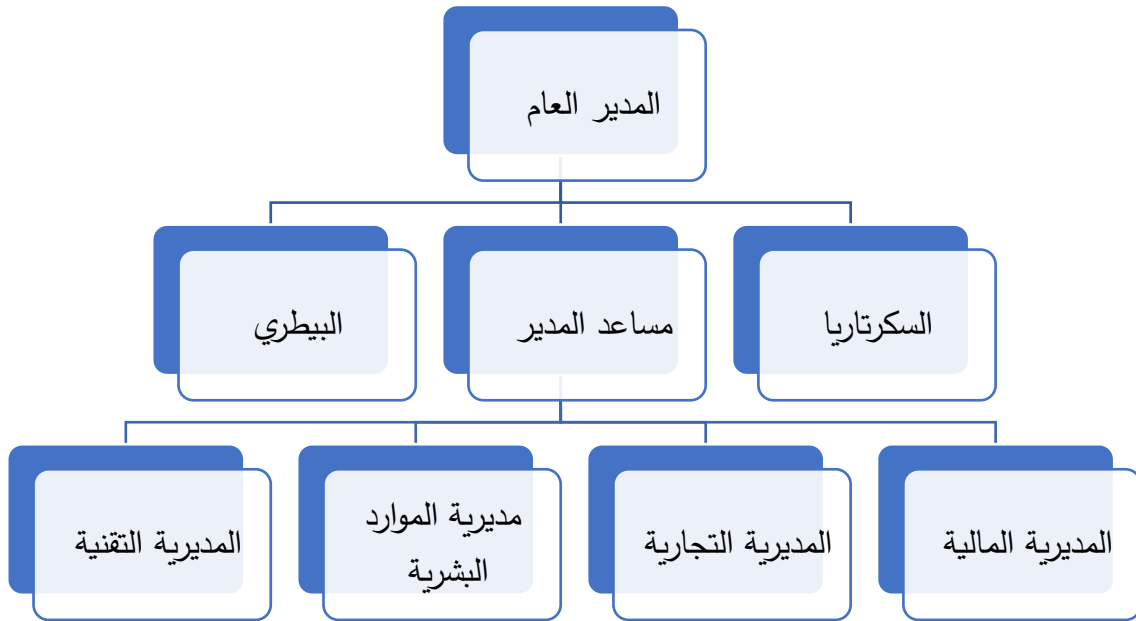 المدير العام
السكرتاريا
مساعد المدير
البيطري
المديرية المالية
المديرية التجارية
مديرية الموارد
البشرية
المديرية التقنية